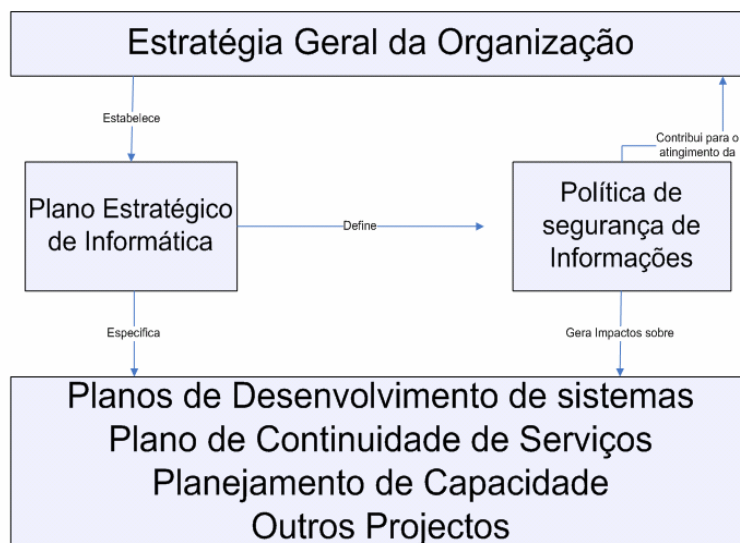 Estratégia Geral da Organização
Estabelece
Contribui para o
atingimento da
Plano Estratégico
de Informática
Define
Política de
segurança de
Informações
Especifica
Gera Impactos sobre
Planos de Desenvolvimento de sistemas
Plano de Continuidade de Serviços
Planejamento de Capacidade
Outros Projectos